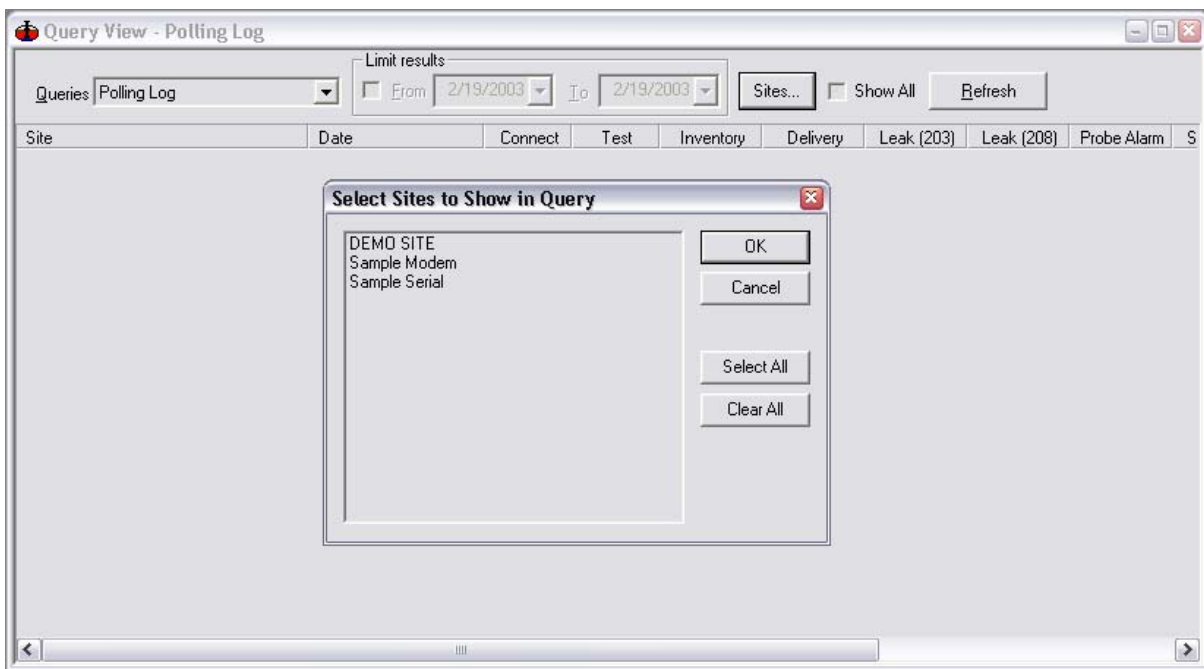 Query View - Polling Log
Limit results
Queries Polling Log From 2/19/2003 To 2/19/2003 Sites... Show All Refresh
Site Date Connect Test Inventory Delivery Leak (203) Leak (208) Probe Alarm S
Select Sites to Show in Query
DEMO SITE
Sample Modem
Sample Serial
OK
Cancel
Select All
Clear All